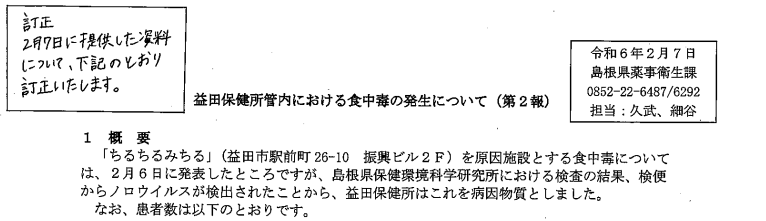 訂正
2月7日に提供した資料
について、下記のとおり
訂正いたします。
令和6年2月7日
島根県薬事衛生課
0852-22-6487/6292
担当：久武、細谷
益田保健所管内における食中毒の発生について（第2報）
1 概 要
「ちるちるみちる」（益田市駅前町26-10 振興ビル2F）を原因施設とする食中毒について
は、2月6日に発表したところですが、島根県保健環境科学研究所における検査の結果、検便
からノロウイルスが検出されたことから、益田保健所はこれを病因物質としました。
なお、患者数は以下のとおりです。